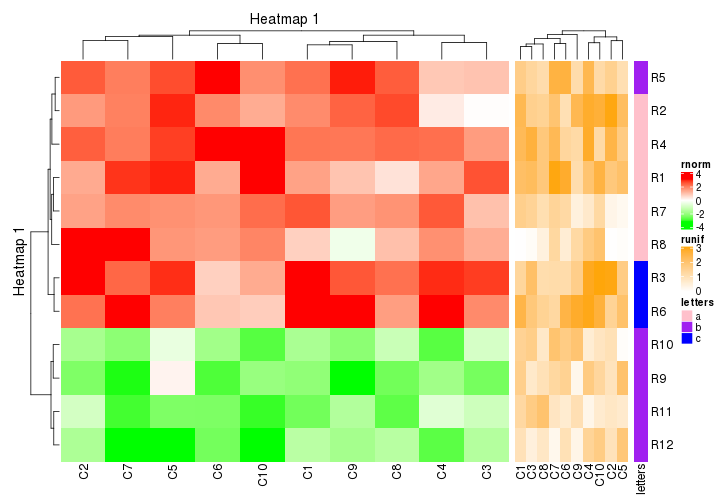 Heatmap 1
Heatmap 1
R5
R2
R4
R1
R7
R8
R3
R6
R10
R9
R11
R12
C2 C7 C5 C6 C10 C1 C9 C8 C4 C3
C1 C3 C8 C7 C6 C9 C4 C10 C2 C5
letters
rnorm
4
2
0
-2
-4
runif
3
2
1
0
letters
a
b
c